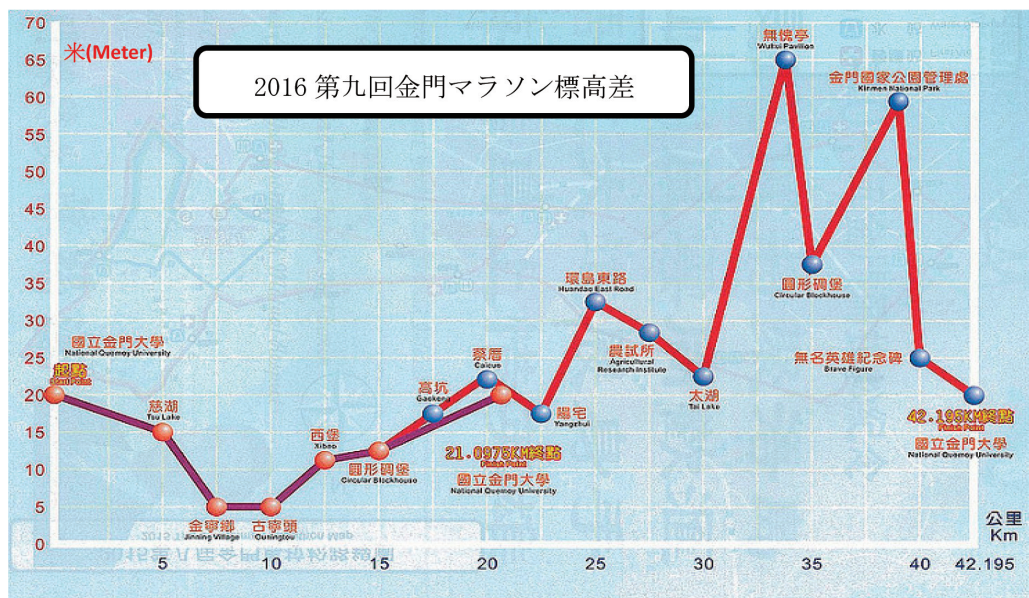 70
65
60
55
50
45
40
35
30
25
20
15
10
5
0
米(Meter)
2016 第九回金門マラソン標高差
國立金門大學
National Quemoy University
起點
Start Point
慈湖
Tsu Lake
金寧鄉
Jinning Village
古寧頭
Guningtou
西堡
Xibao
圓形碉堡
Circular Blockhouse
高坑
Gaokeng
蔡厝
Caicuo
21.0975KM終點
Finish Point
國立金門大學
National Quemoy University
陽宅
Yangzhui
環島東路
Huandao East Road
農試所
Agricultural
Research Institute
太湖
Tai Lake
無愧亭
Wukui Pavilion
圓形碉堡
Circular Blockhouse
金門國家公園管理處
Kinmen National Park
無名英雄紀念碑
Brave Figure
42.195KM終點
Finish Point
國立金門大學
National Quemoy University
公里
Km
5
10
15
20
25
30
35
40
42.195